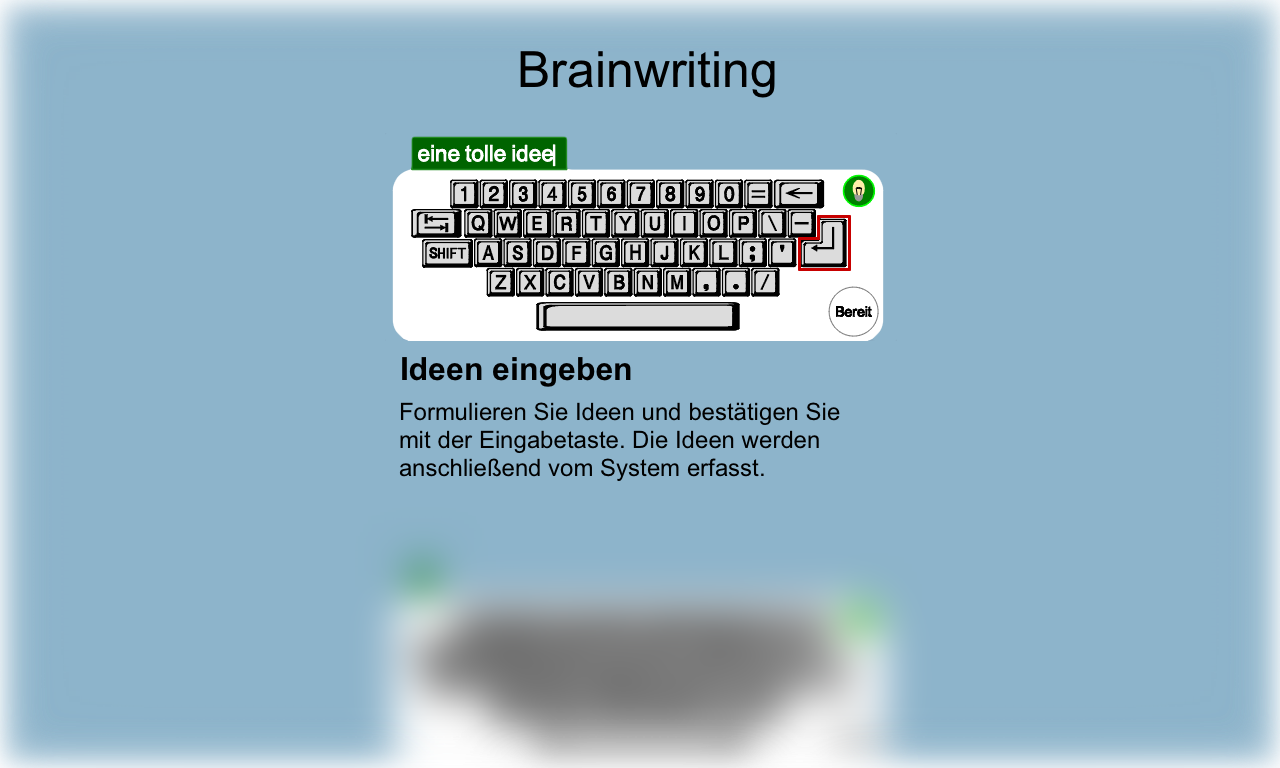 Brainwriting
eine tolle idee
1 2 3 4 5 6 7 8 9 0 =
Q W E R T Y U I O P \ –
SHIFT A S D F G H J K L ; '
Z X C V B N M , . /
Bereit
Ideen eingeben
Formulieren Sie Ideen und bestätigen Sie
mit der Eingabetaste. Die Ideen werden
anschließend vom System erfasst.